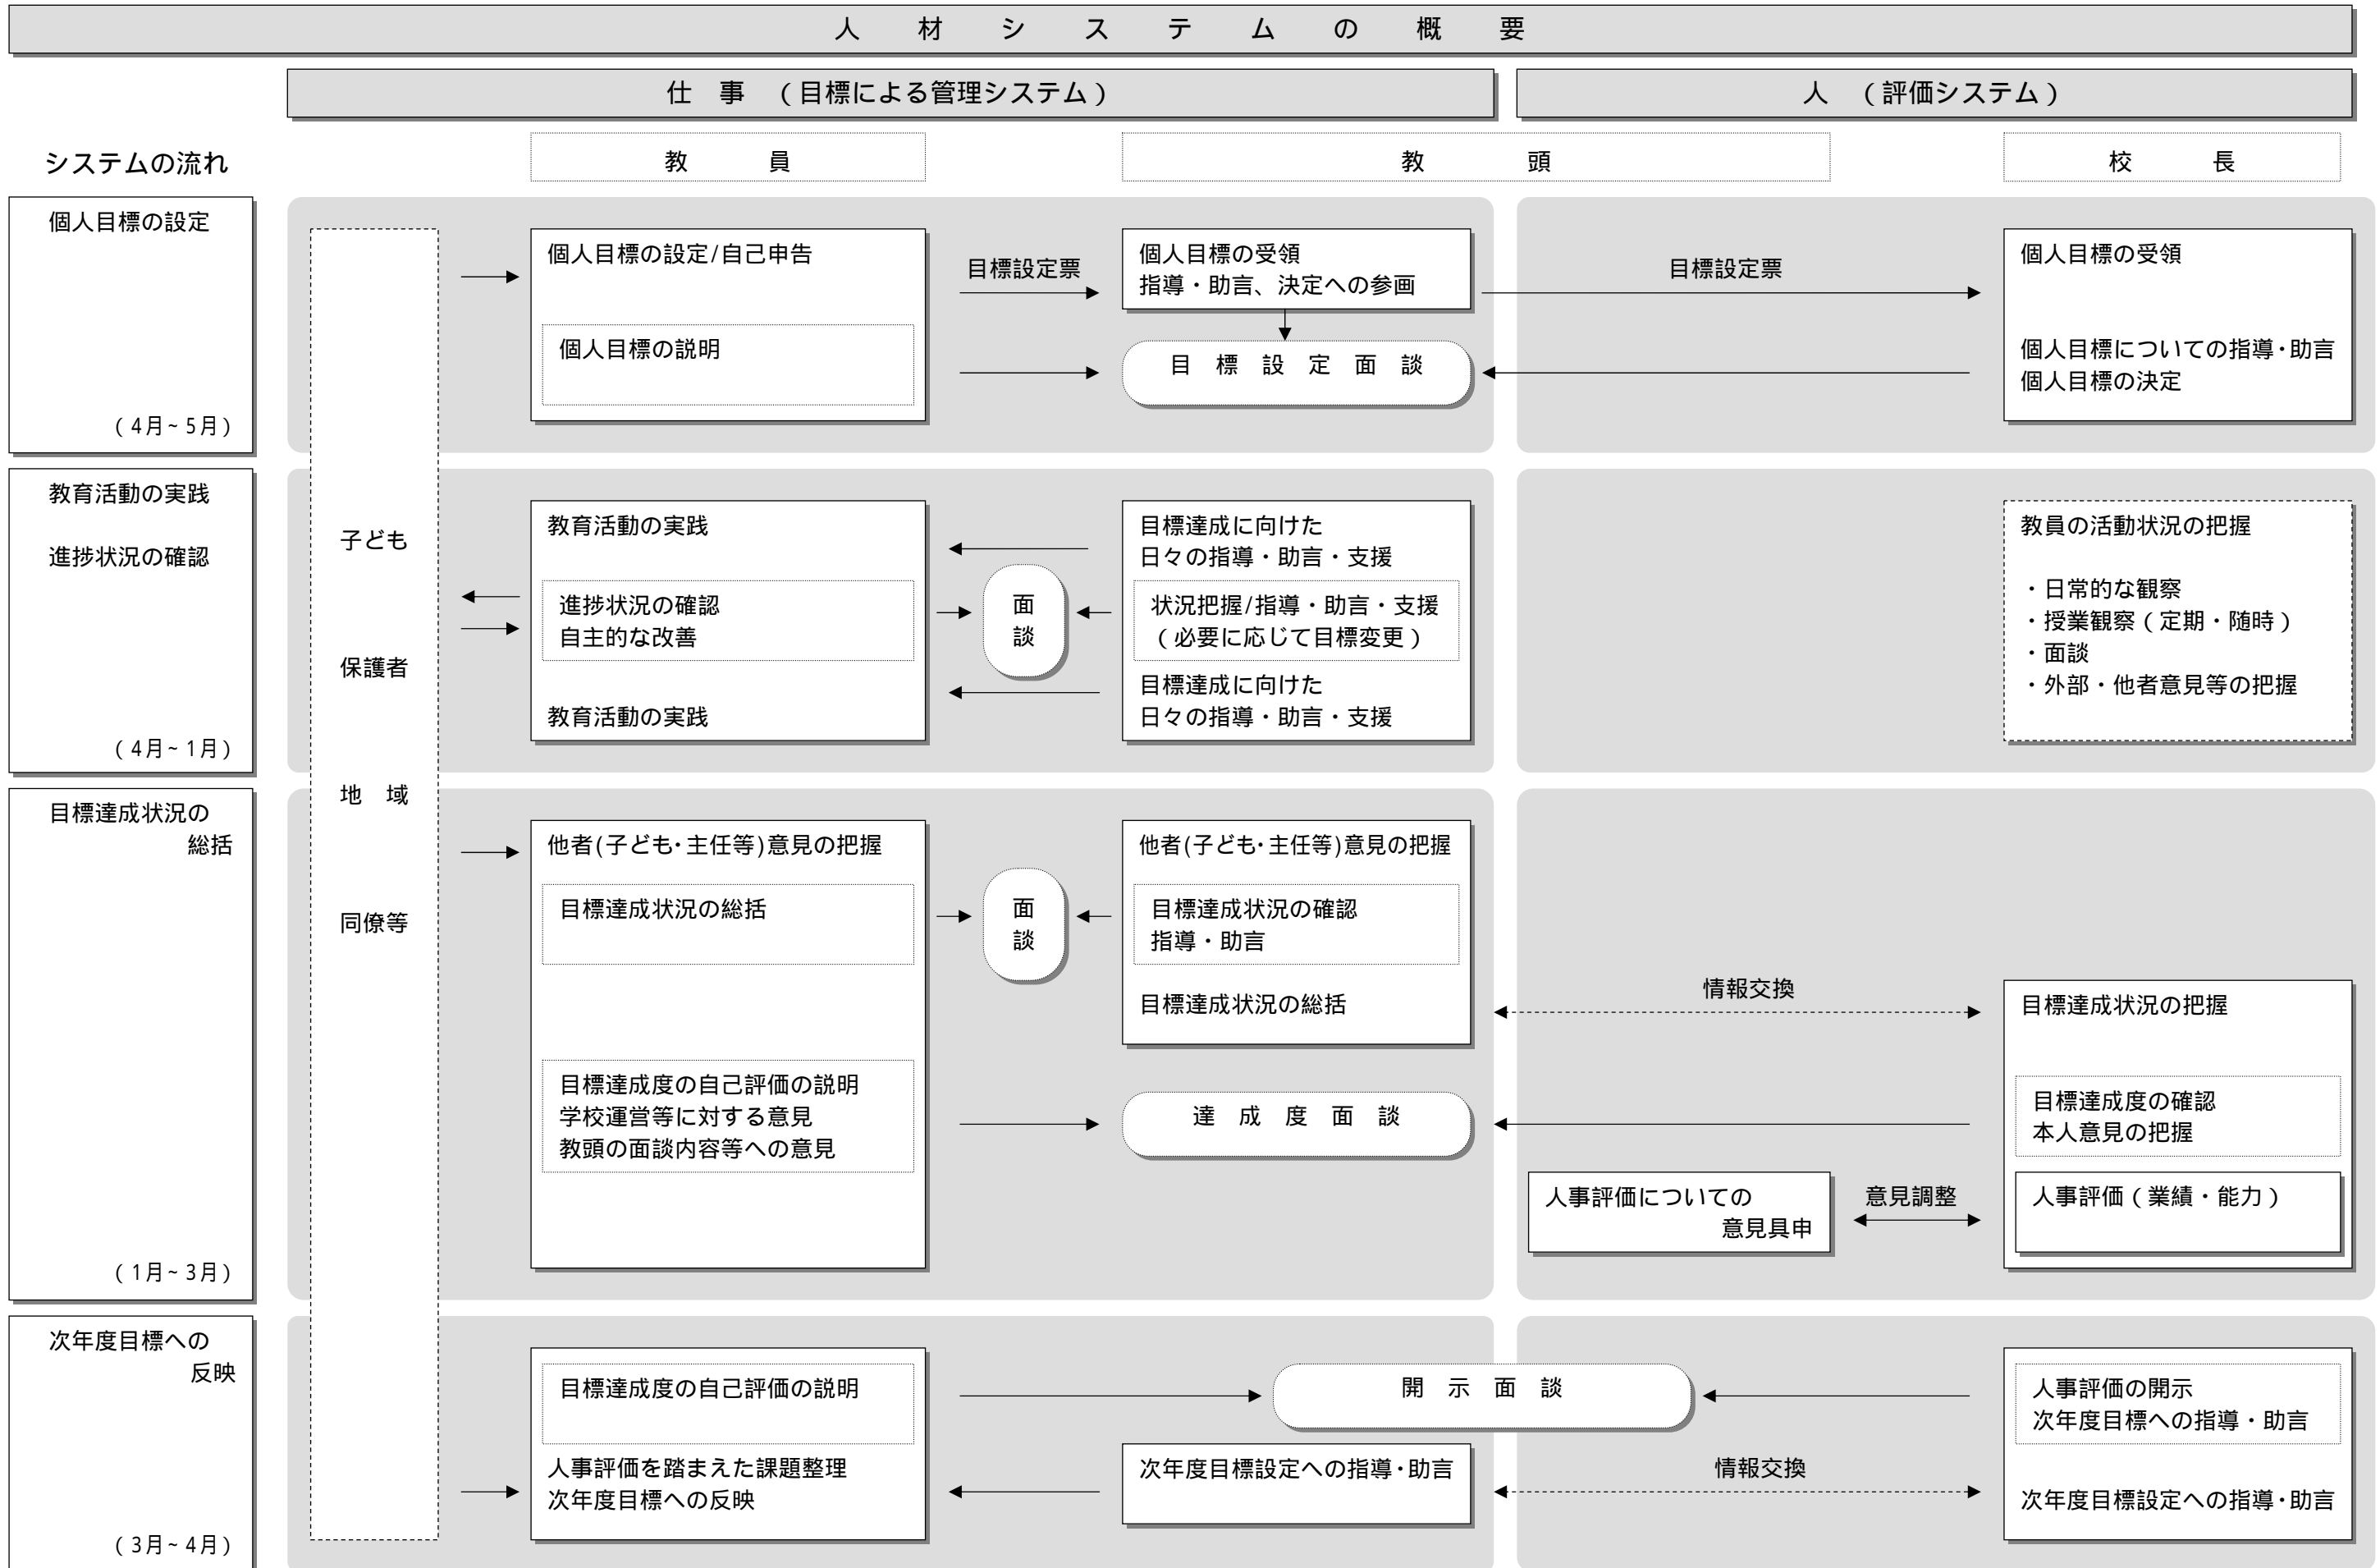 人材システムの概要
仕事（目標による管理システム）
人（評価システム）
システムの流れ
教員
教頭
校長
個人目標の設定
（4月~5月）
子ども
保護者
地域
同僚等
個人目標の設定/自己申告
個人目標の説明
目標設定票
個人目標の受領
指導・助言、決定への参画
目標設定面談
目標設定票
個人目標の受領
個人目標についての指導・助言
個人目標の決定
教育活動の実践
進捗状況の確認
（4月~1月）
教育活動の実践
進捗状況の確認
自主的な改善
教育活動の実践
面
談
目標達成に向けた
日々の指導・助言・支援
状況把握/指導・助言・支援
（必要に応じて目標変更）
目標達成に向けた
日々の指導・助言・支援
教員の活動状況の把握
・日常的な観察
・授業観察（定期・随時）
・面談
・外部・他者意見等の把握
目標達成状況の
総括
（1月~3月）
他者(子ども・主任等)意見の把握
目標達成状況の総括
目標達成度の自己評価の説明
学校運営等に対する意見
教頭の面談内容等への意見
面
談
他者(子ども・主任等)意見の把握
目標達成状況の確認
指導・助言
目標達成状況の総括
達成度面談
情報交換
人事評価についての
意見具申
意見調整
目標達成状況の把握
目標達成度の確認
本人意見の把握
人事評価（業績・能力）
次年度目標への
反映
（3月~4月）
目標達成度の自己評価の説明
人事評価を踏まえた課題整理
次年度目標への反映
開示面談
次年度目標設定への指導・助言
情報交換
人事評価の開示
次年度目標への指導・助言
次年度目標設定への指導・助言